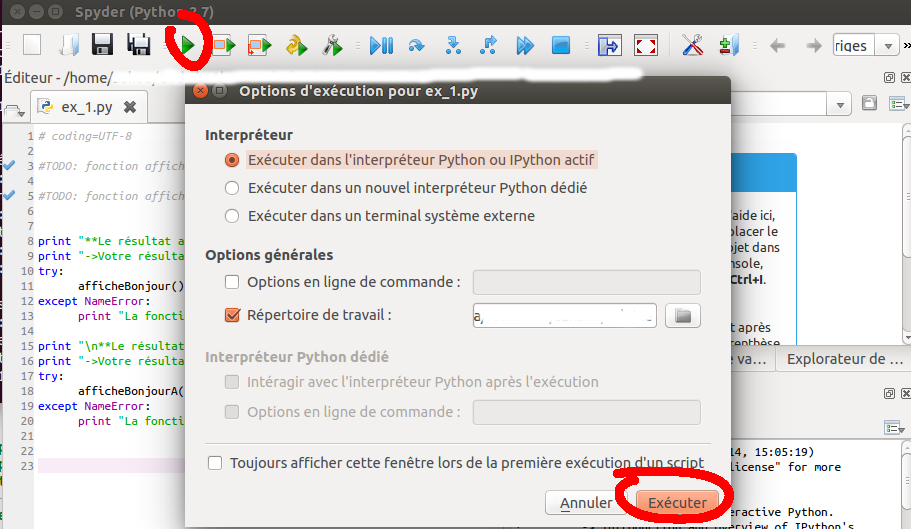 Spyder (Python 2.7)
riges
Éditeur - /home/
ex_1.py
Options d'exécution pour ex_1.py
Interpréteur
Exécuter dans l'interpréteur Python ou IPython actif
Exécuter dans un nouvel interpréteur Python dédié
Exécuter dans un terminal système externe
Options générales
Options en ligne de commande :
Répertoire de travail :
Interpréteur Python dédié
Intéragir avec l'interpréteur Python après l'exécution
Options en ligne de commande :
Toujours afficher cette fenêtre lors de la première exécution d'un script
Annuler
Exécuter
1 # coding=UTF-8
2
3 #TODO: fonction affich
4
5 #TODO: fonction affich
6
7
8 print "**Le résultat a
9 print "->Votre résulta
10 try:
11 afficheBonjour()
12 except NameError:
13 print "La foncti
14
15 print "\n**Le résultat
16 print "->Votre résulta
17 try:
18 afficheBonjourA(
19 except NameError:
20 print "La foncti
21
22
23
aide ici,
placer le
jet dans
nsole,
Ctrl+I.
t après
renthèse
va...
Explorateur de ...
14, 15:05:19)
license" for more
eractive Python.